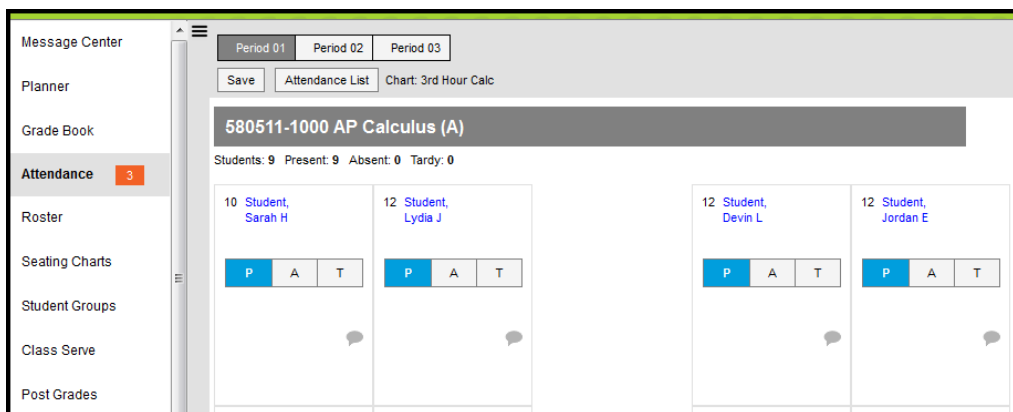 Message Center
Planner
Grade Book
Attendance 3
Roster
Seating Charts
Student Groups
Class Serve
Post Grades
Period 01 Period 02 Period 03
Save Attendance List Chart: 3rd Hour Calc
580511-1000 AP Calculus (A)
Students: 9 Present: 9 Absent: 0 Tardy: 0
10 Student, 12 Student, 12 Student, 12 Student,
Sarah H Lydia J Devin L Jordan E
P A T P A T P A T P A T